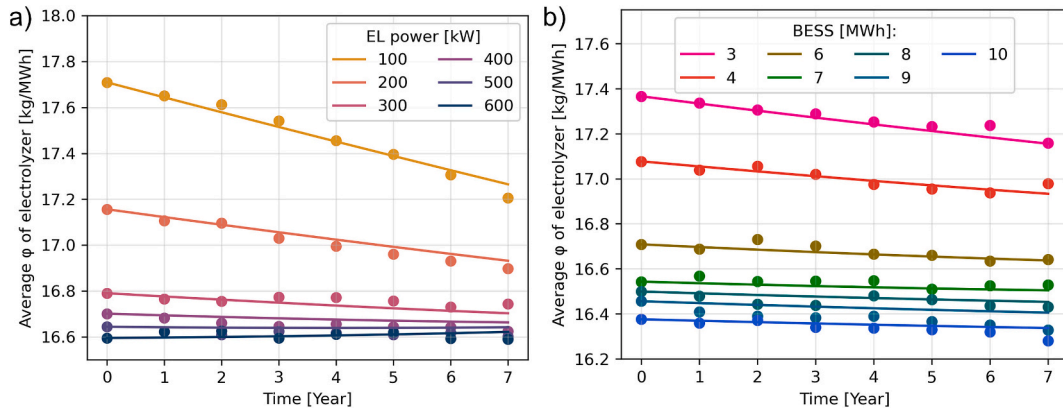 a)
Average φ of electrolyzer [kg/MWh]
18.0
17.8
17.6
17.4
17.2
17.0
16.8
16.6
EL power [kW]
100 400
200 500
300 600
0 1 2 3 4 5 6 7
Time [Year]
b)
Average φ of electrolyzer [kg/MWh]
17.6
17.4
17.2
17.0
16.8
16.6
16.4
16.2
BESS [MWh]:
3 6 8 10
4 7 9
0 1 2 3 4 5 6 7
Time [Year]